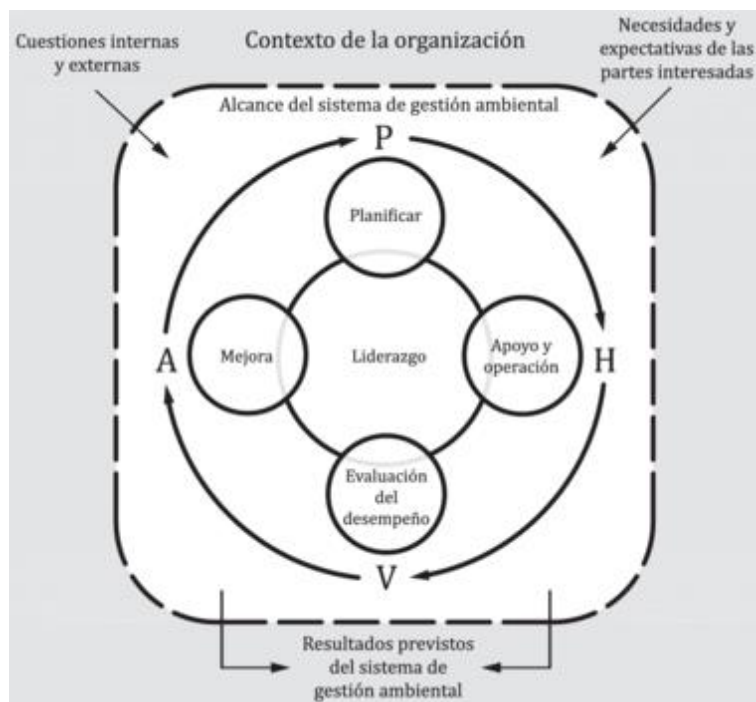 Cuestiones internas
y externas
Contexto de la organización
Necesidades y
expectativas de las
partes interesadas
Alcance del sistema de gestión ambiental
P
Planificar
A
Mejora
Liderazgo
Apoyo y
operación
H
Evaluación
del
desempeño
V
Resultados previstos
del sistema de
gestión ambiental